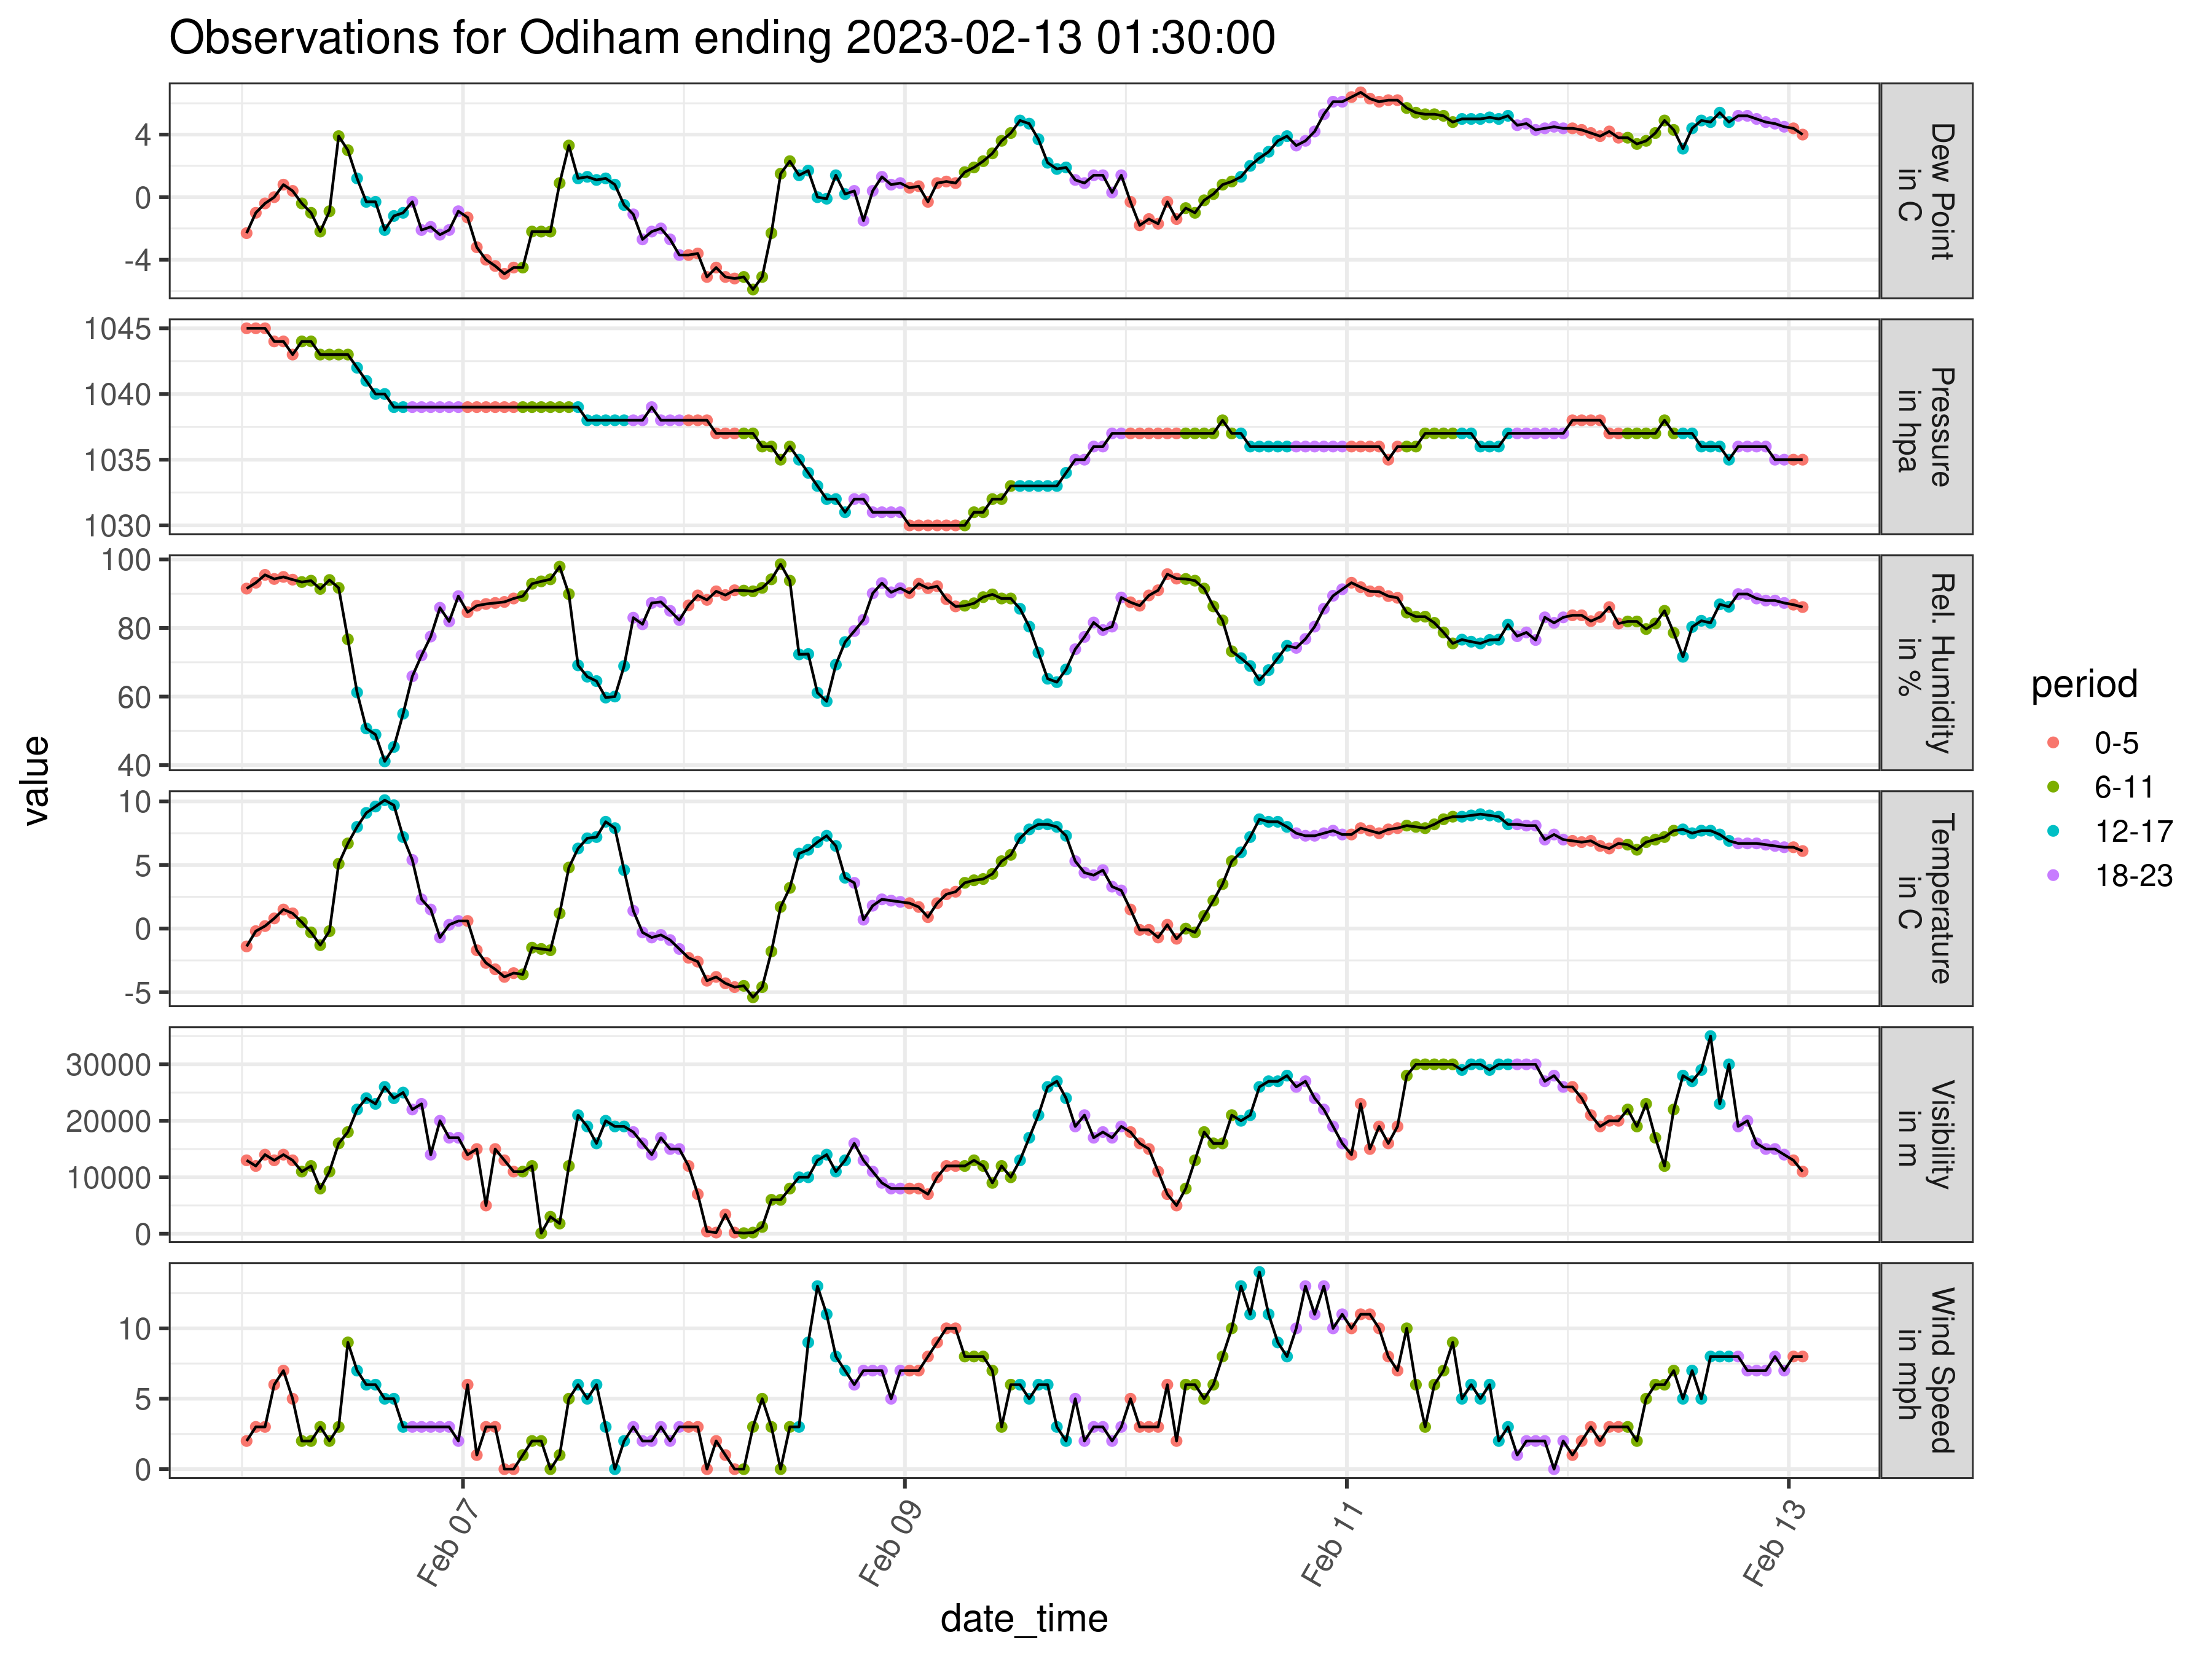 Observations for Odiham ending 2023-02-13 01:30:00
4
0
-4
Dew Point
in C
1045
1040
1035
1030
Pressure
in hpa
100
80
60
40
Rel. Humidity
in %
10
5
0
-5
Temperature
in C
30000
20000
10000
0
Visibility
in m
10
5
0
Wind Speed
in mph
value
Feb 07
Feb 09
Feb 11
Feb 13
date_time
period
0-5
6-11
12-17
18-23